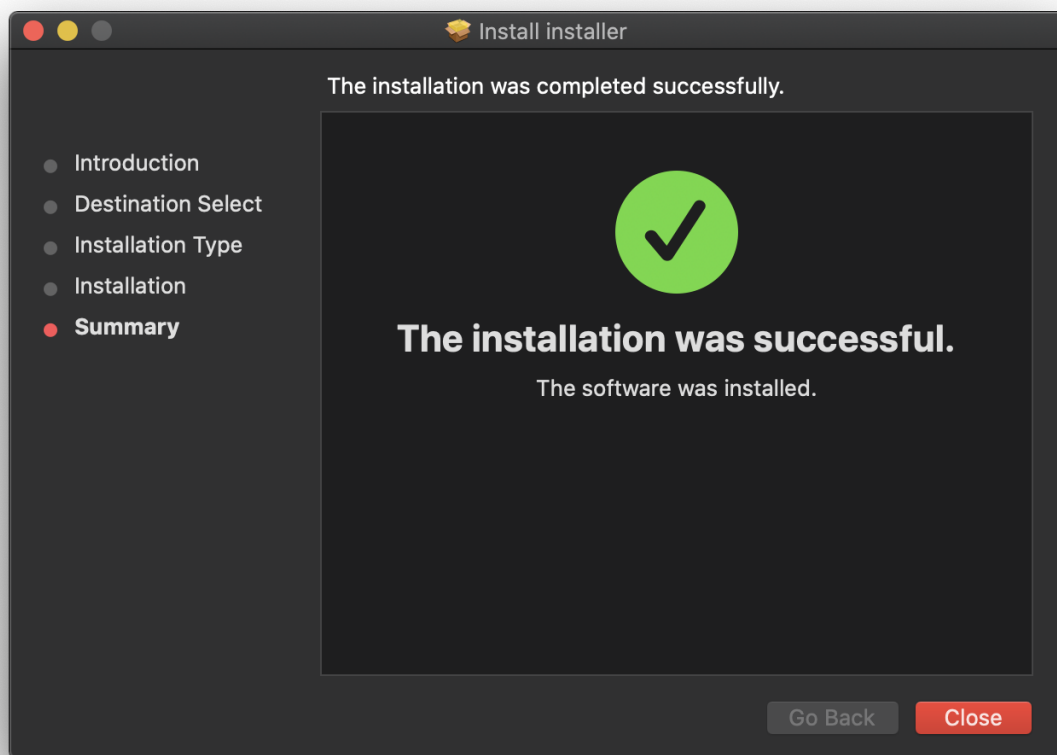 Install installer
The installation was completed successfully.
Introduction
Destination Select
Installation Type
Installation
Summary
The installation was successful.
The software was installed.
Go Back
Close